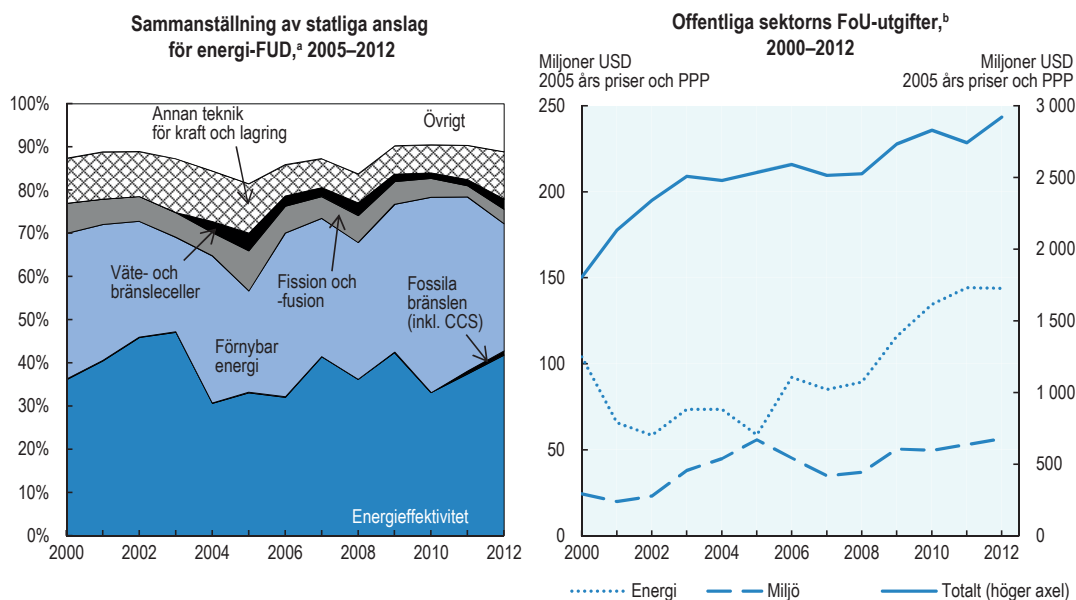 Sammanställning av statliga anslag
för energi-FUD,ᵃ 2005–2012
100%
90%
80%
70%
60%
50%
40%
30%
20%
10%
0%
Annan teknik
för kraft och lagring
Övrigt
Väte- och
bränsleceller
Fission och
-fusion
Fossila
bränslen
(inkl. CCS)
Förnybar
energi
Energieffektivitet
2000 2002 2004 2006 2008 2010 2012
Offentliga sektorns FoU-utgifter,ᵇ
2000–2012
Miljoner USD
2005 års priser och PPP
Miljoner USD
2005 års priser och PPP
250
200
150
100
50
0
3 000
2 500
2 000
1 500
1 000
500
0
2000 2002 2004 2006 2008 2010 2012
Energi Miljö Totalt (höger axel)